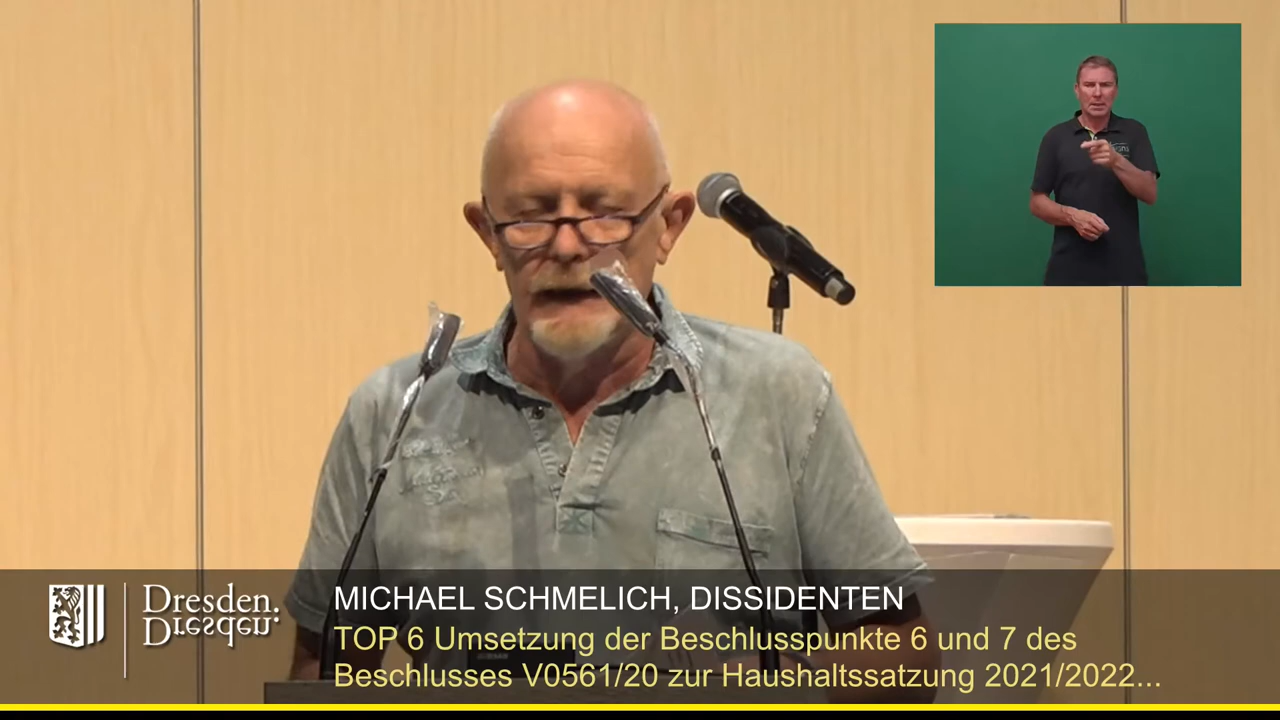 Dresden.
Dresden.
MICHAEL SCHMELICH, DISSIDENTEN
TOP 6 Umsetzung der Beschlusspunkte 6 und 7 des
Beschlusses V0561/20 zur Haushaltssatzung 2021/2022...